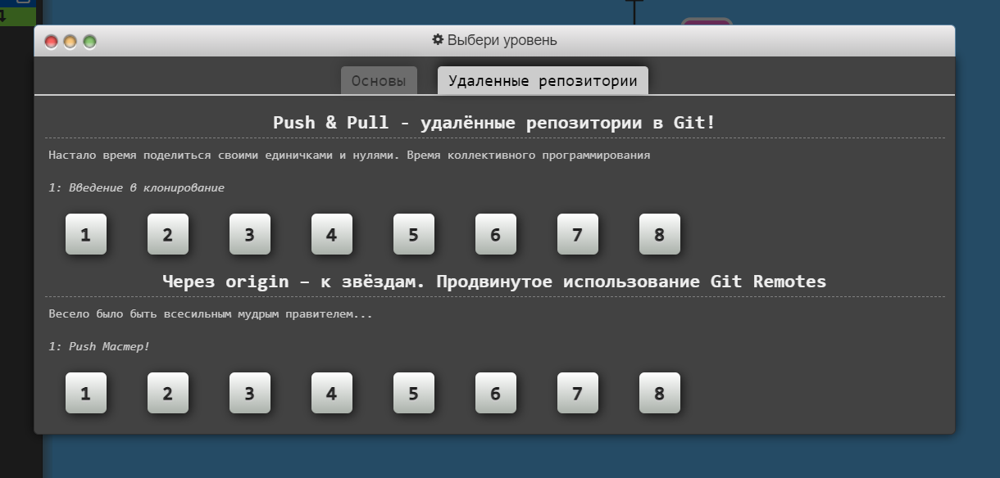 Выбери уровень
Основы Удаленные репозитории
Push & Pull - удалённые репозитории в Git!
Настало время поделиться своими единичками и нулями. Время коллективного программирования
1: Введение в клонирование
1 2 3 4 5 6 7 8
Через origin – к звёздам. Продвинутое использование Git Remotes
Весело было быть всесильным мудрым правителем...
1: Push Мастер!
1 2 3 4 5 6 7 8